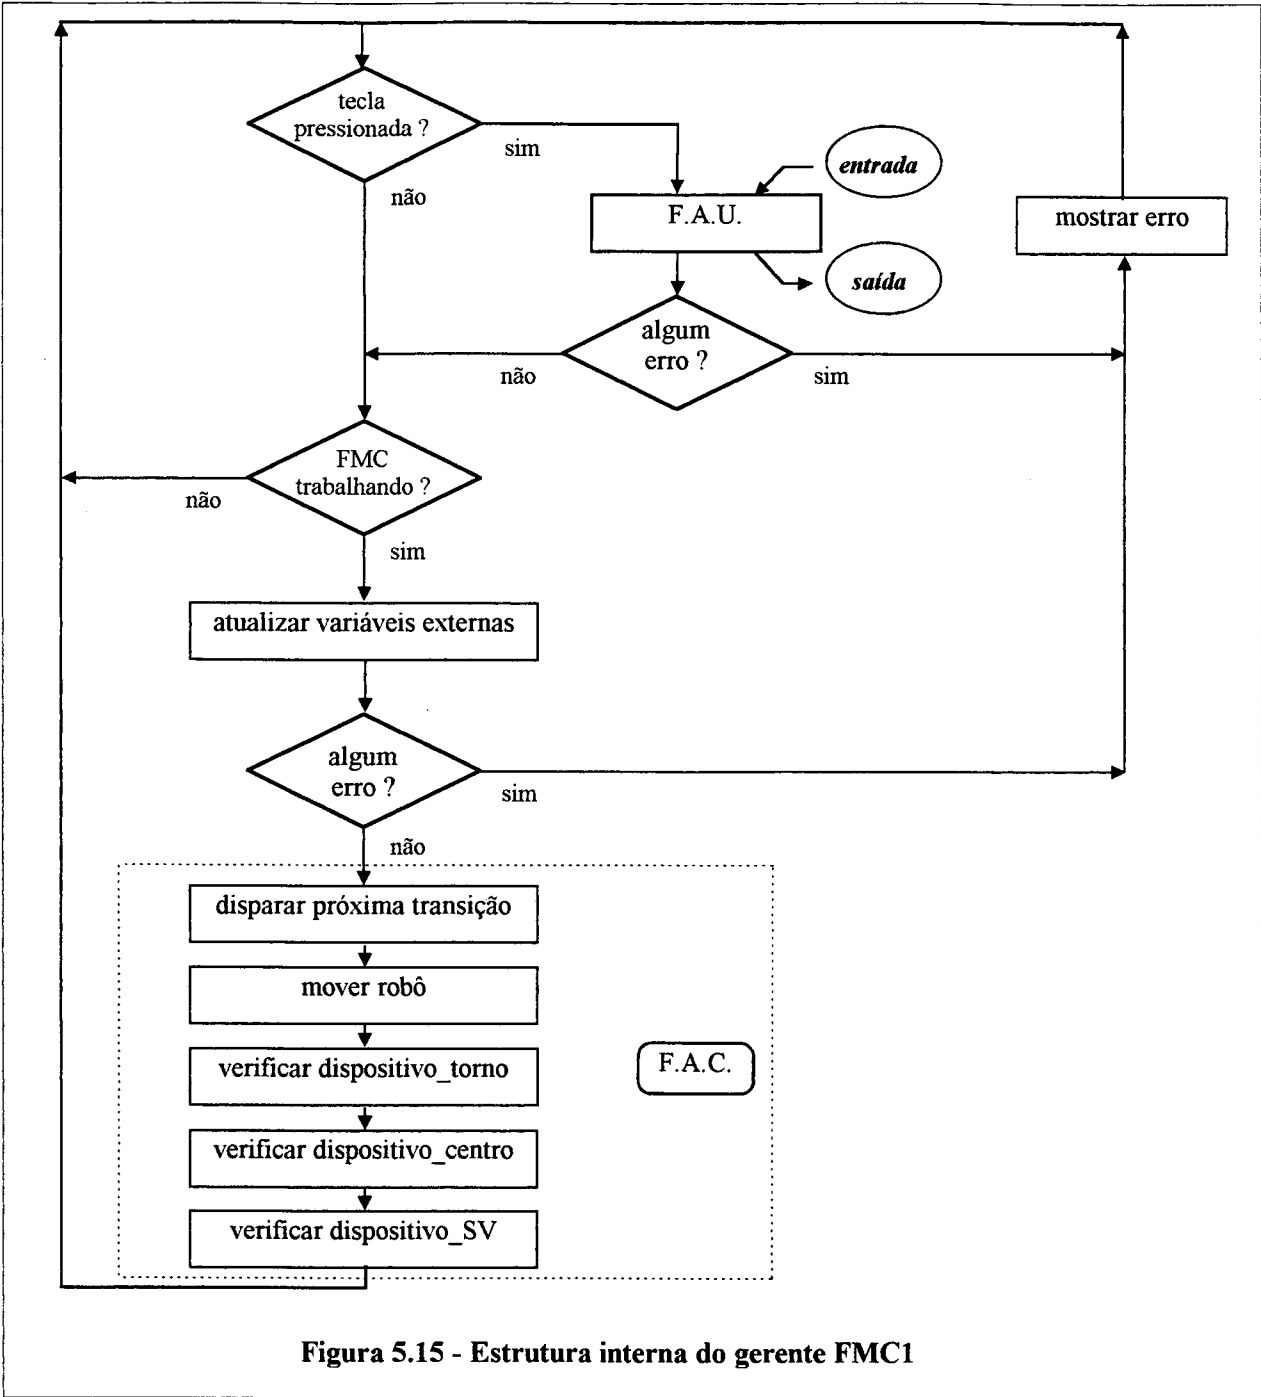 tecla
pressionada ?
sim
não
entrada
F.A.U.
mostrar erro
saída
algum
erro ?
não
sim
FMC
trabalhando ?
não
sim
atualizar variáveis externas
algum
erro ?
sim
não
disparar próxima transição
mover robô
verificar dispositivo_torno
F.A.C.
verificar dispositivo_centro
verificar dispositivo_SV
Figura 5.15 - Estrutura interna do gerente FMC1